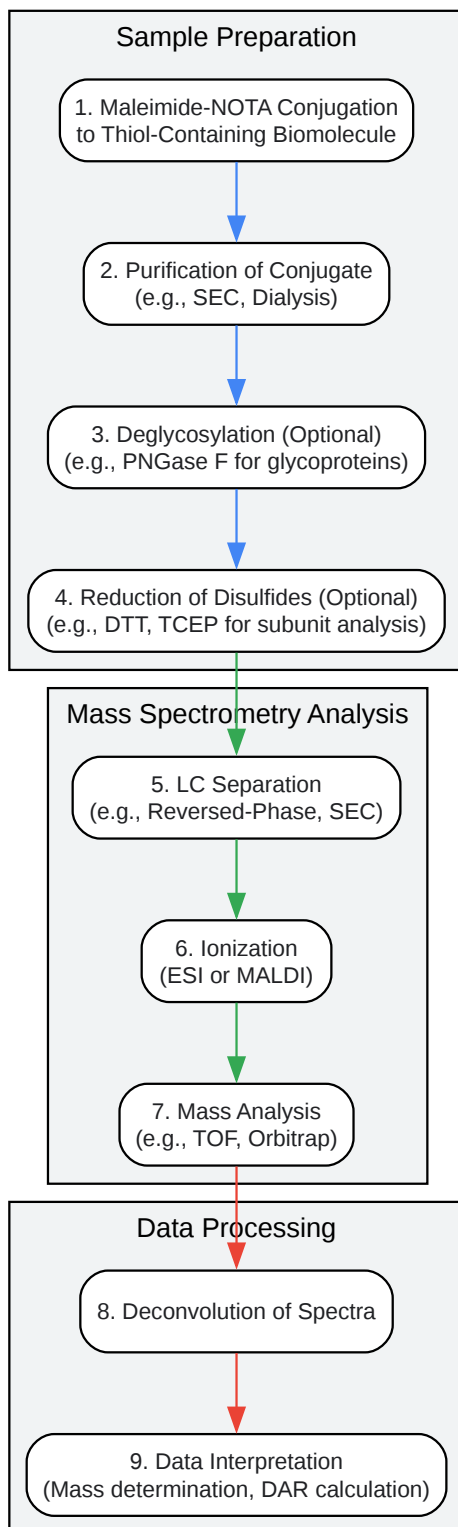 Sample Preparation
1. Maleimide-NOTA Conjugation
to Thiol-Containing Biomolecule
2. Purification of Conjugate
(e.g., SEC, Dialysis)
3. Deglycosylation (Optional)
(e.g., PNGase F for glycoproteins)
4. Reduction of Disulfides (Optional)
(e.g., DTT, TCEP for subunit analysis)
Mass Spectrometry Analysis
5. LC Separation
(e.g., Reversed-Phase, SEC)
6. Ionization
(ESI or MALDI)
7. Mass Analysis
(e.g., TOF, Orbitrap)
Data Processing
8. Deconvolution of Spectra
9. Data Interpretation
(Mass determination, DAR calculation)